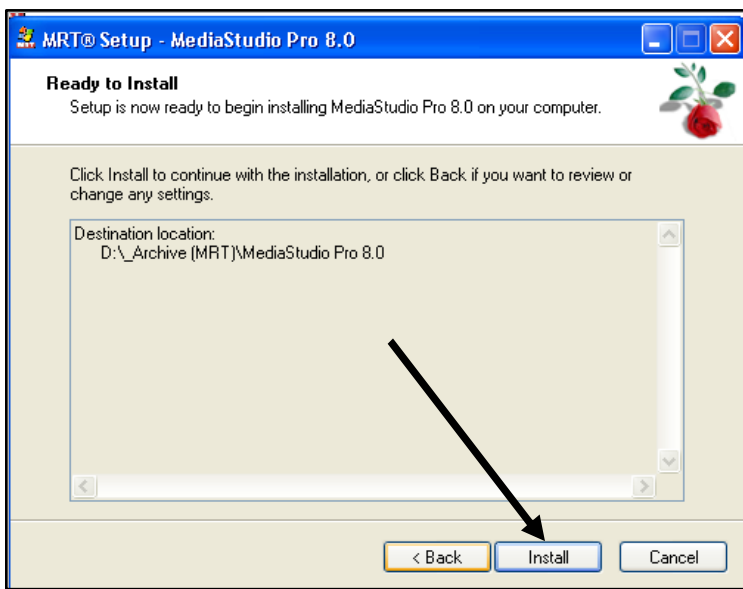 MRT® Setup - MediaStudio Pro 8.0
Ready to Install
Setup is now ready to begin installing MediaStudio Pro 8.0 on your computer.
Click Install to continue with the installation, or click Back if you want to review or
change any settings.
Destination location:
D:\_Archive (MRT)\MediaStudio Pro 8.0
< Back
Install
Cancel